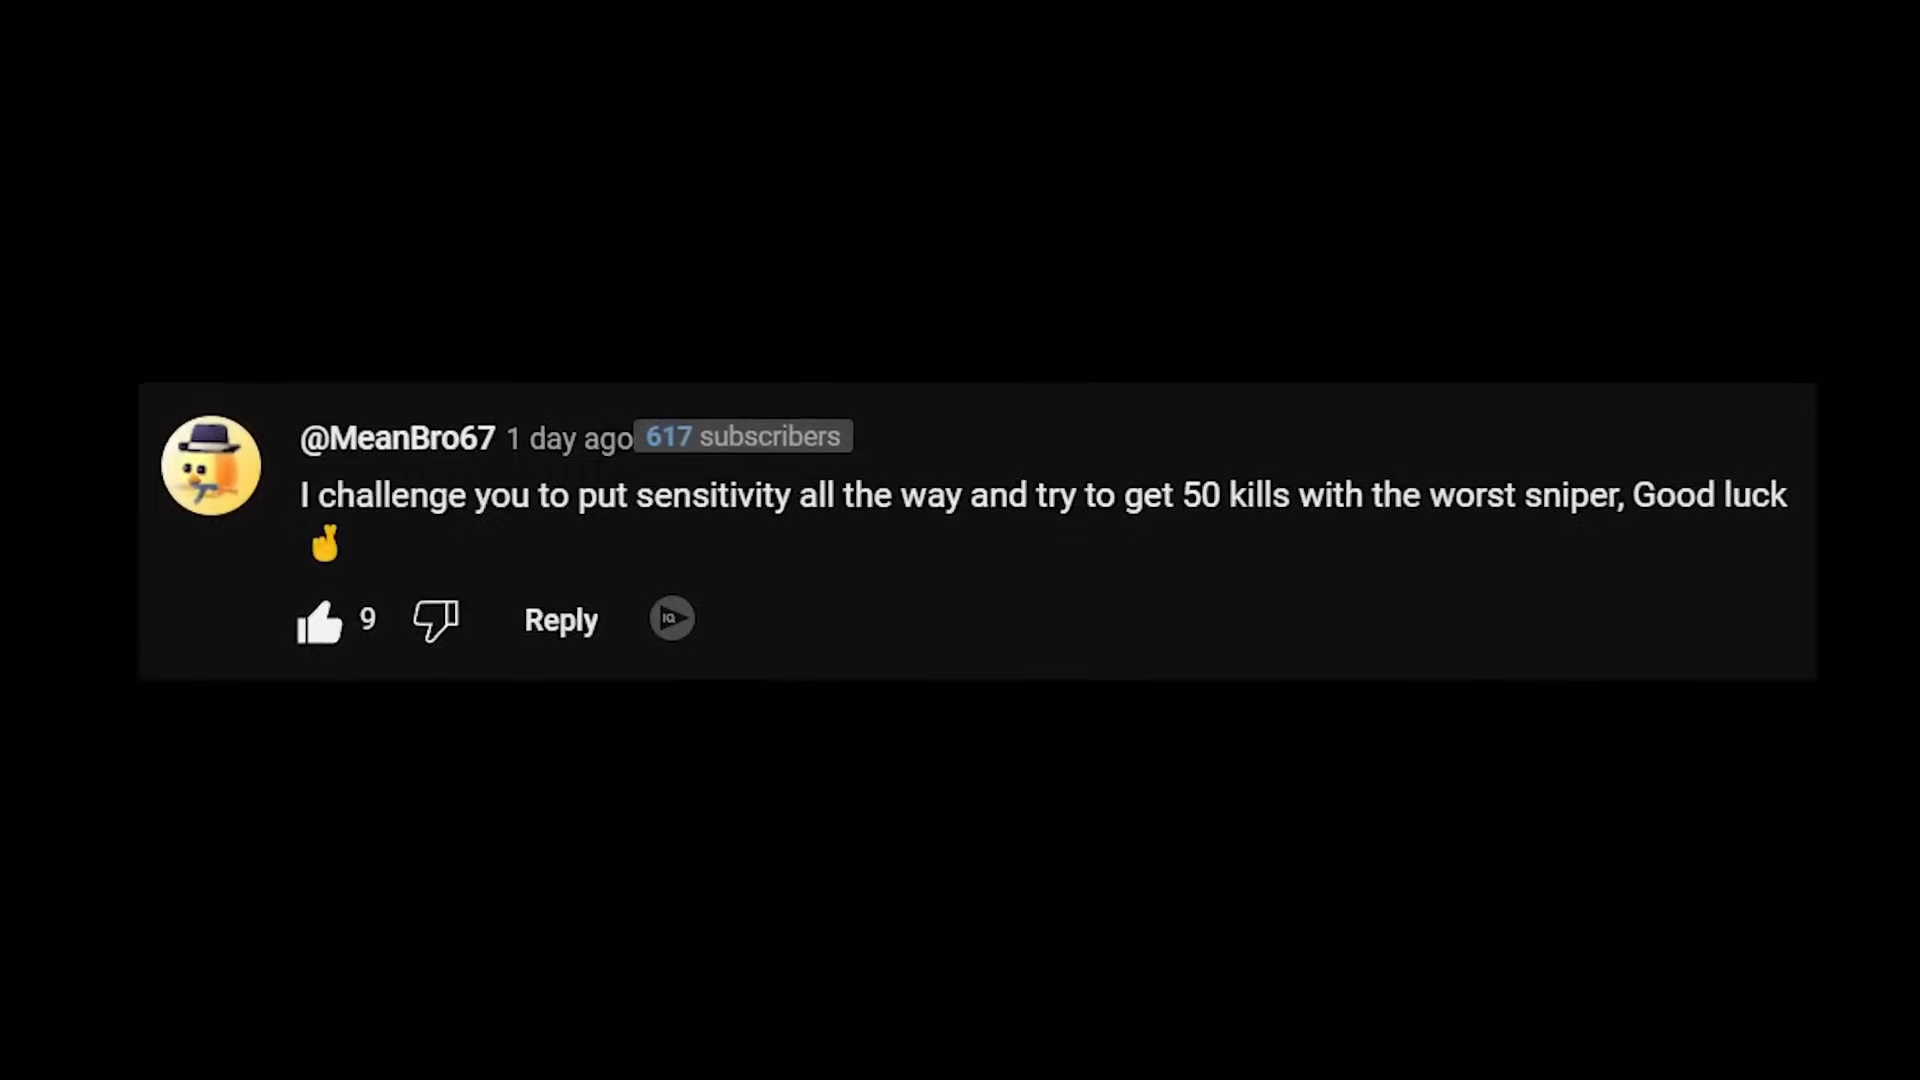 @MeanBro67 1 day ago 617 subscribers
I challenge you to put sensitivity all the way and try to get 50 kills with the worst sniper, Good luck
🤞
9 Reply IQ